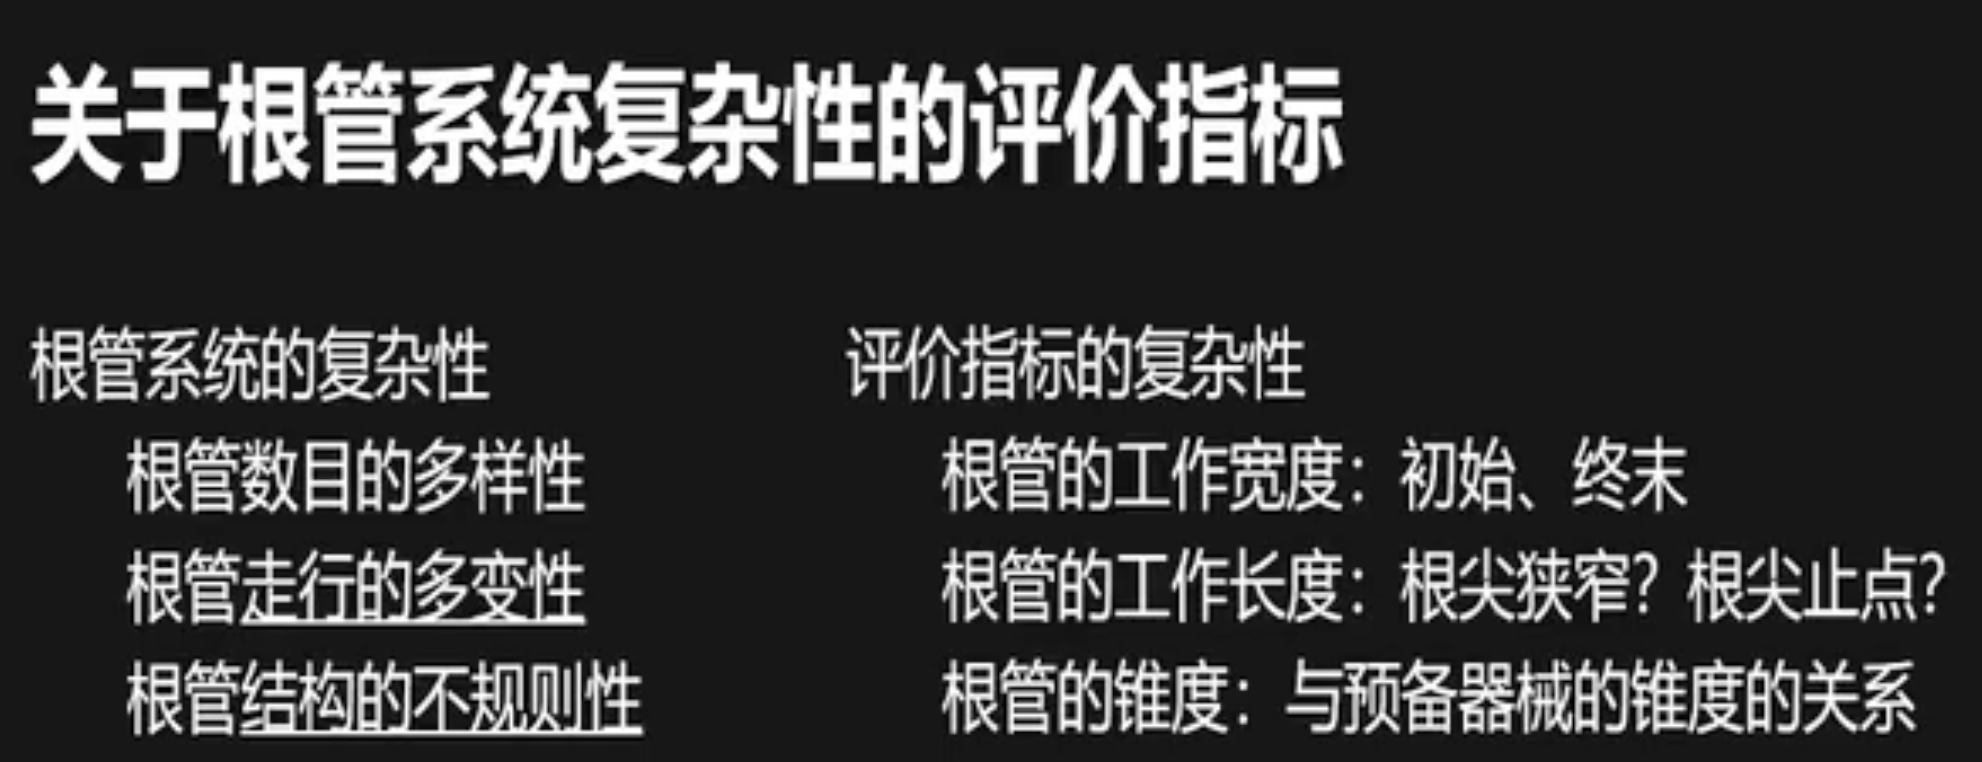 关于根管系统复杂性的评价指标
根管系统的复杂性
根管数目的多样性
根管走行的多变性
根管结构的不规则性
评价指标的复杂性
根管的工作宽度：初始、终末
根管的工作长度：根尖狭窄？根尖止点？
根管的锥度：与预备器械的锥度的关系